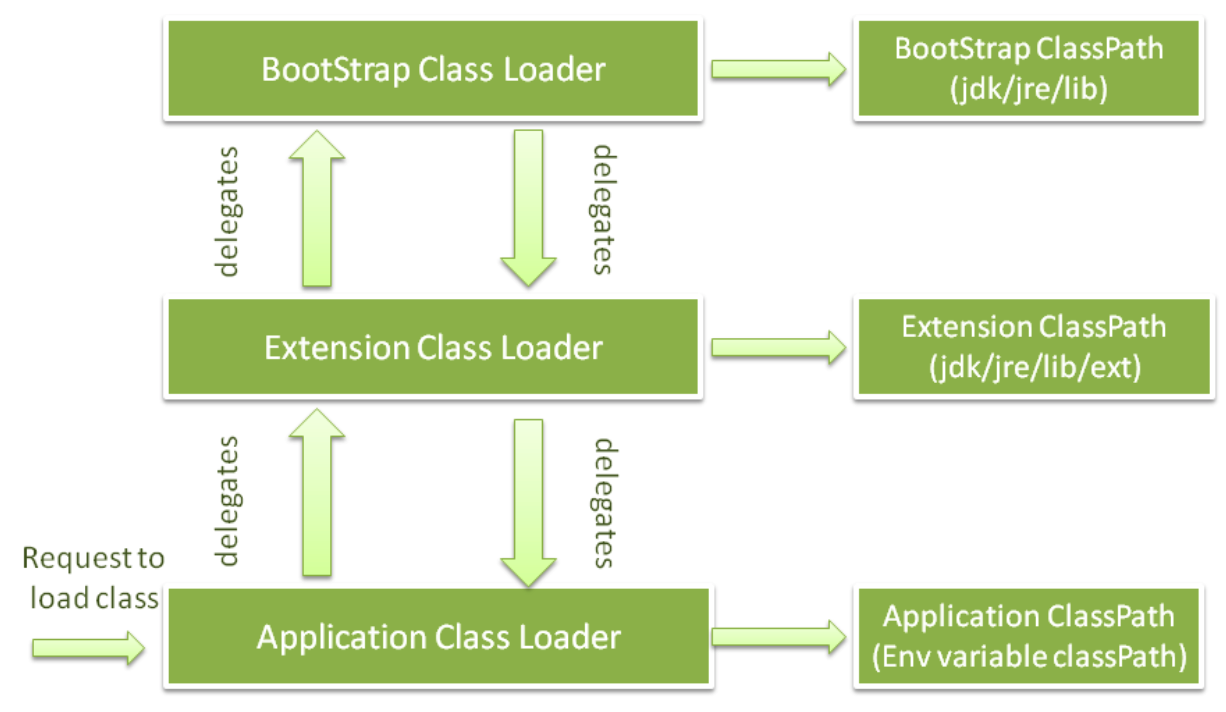 BootStrap Class Loader
BootStrap ClassPath
(jdk/jre/lib)
delegates
delegates
Extension Class Loader
Extension ClassPath
(jdk/jre/lib/ext)
delegates
delegates
Request to
load class
Application Class Loader
Application ClassPath
(Env variable classPath)